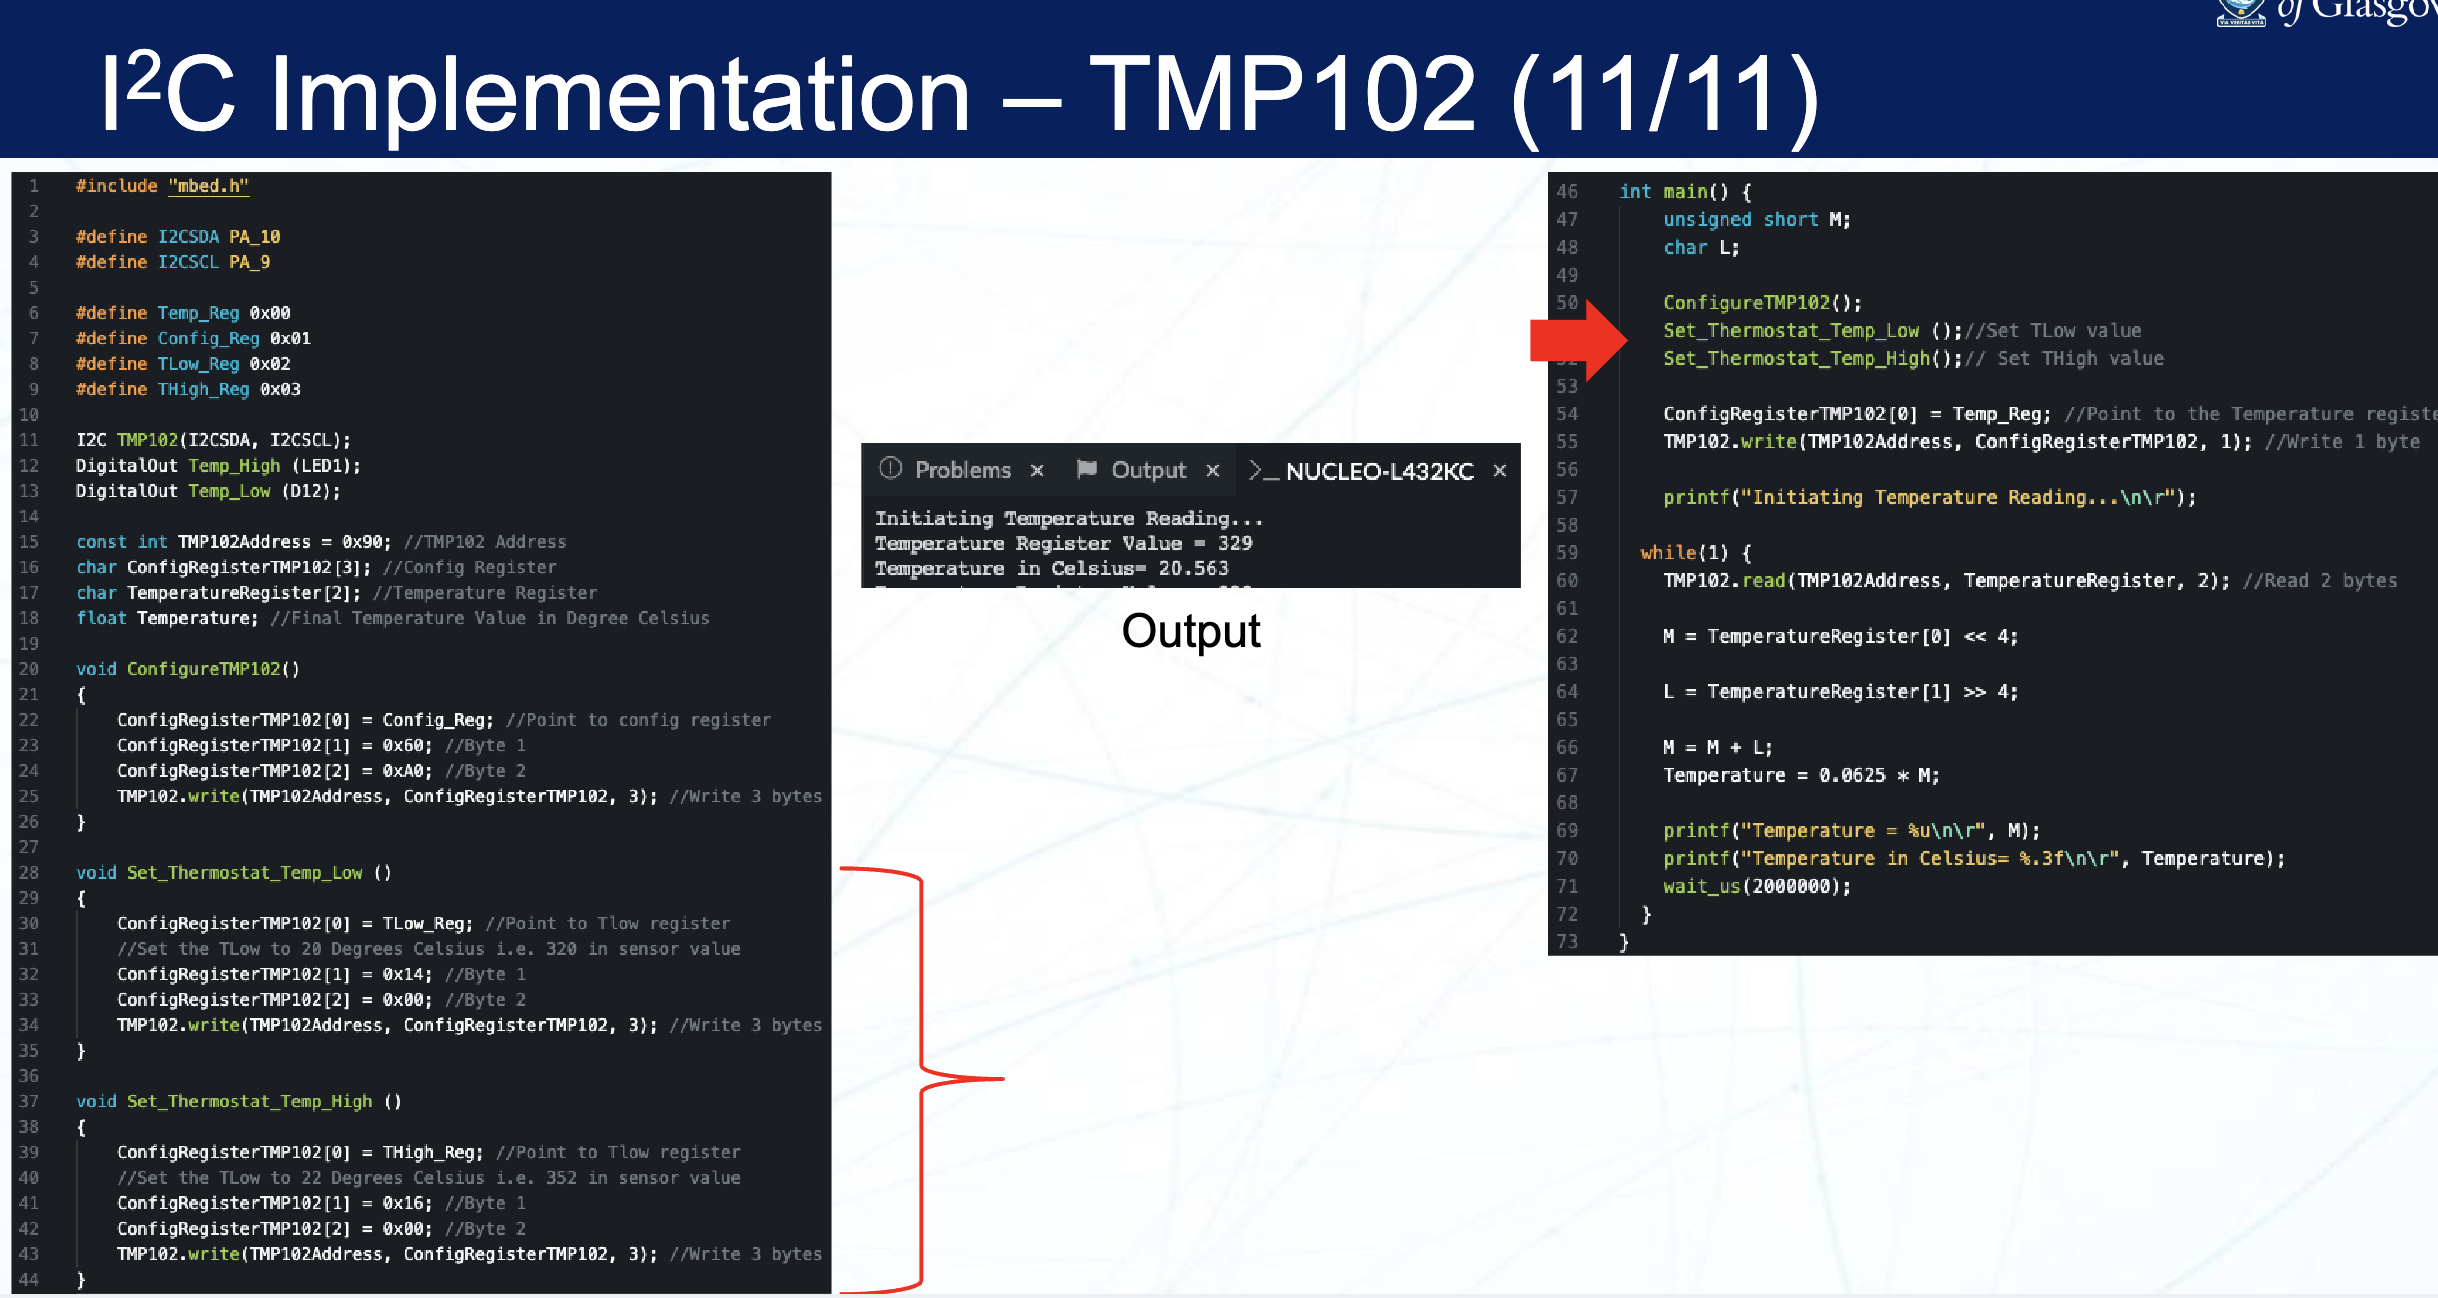 of Glasgow
VIA VERITAS VITA
I²C Implementation – TMP102 (11/11)
1 #include "mbed.h"
2
3 #define I2CSDA PA_10
4 #define I2CSCL PA_9
5
6 #define Temp_Reg 0x00
7 #define Config_Reg 0x01
8 #define TLow_Reg 0x02
9 #define THigh_Reg 0x03
10
11 I2C TMP102(I2CSDA, I2CSCL);
12 DigitalOut Temp_High (LED1);
13 DigitalOut Temp_Low (D12);
14
15 const int TMP102Address = 0x90; //TMP102 Address
16 char ConfigRegisterTMP102[3]; //Config Register
17 char TemperatureRegister[2]; //Temperature Register
18 float Temperature; //Final Temperature Value in Degree Celsius
19
20 void ConfigureTMP102()
21 {
22 ConfigRegisterTMP102[0] = Config_Reg; //Point to config register
23 ConfigRegisterTMP102[1] = 0x60; //Byte 1
24 ConfigRegisterTMP102[2] = 0xA0; //Byte 2
25 TMP102.write(TMP102Address, ConfigRegisterTMP102, 3); //Write 3 bytes
26 }
27
28 void Set_Thermostat_Temp_Low ()
29 {
30 ConfigRegisterTMP102[0] = TLow_Reg; //Point to Tlow register
31 //Set the TLow to 20 Degrees Celsius i.e. 320 in sensor value
32 ConfigRegisterTMP102[1] = 0x14; //Byte 1
33 ConfigRegisterTMP102[2] = 0x00; //Byte 2
34 TMP102.write(TMP102Address, ConfigRegisterTMP102, 3); //Write 3 bytes
35 }
36
37 void Set_Thermostat_Temp_High ()
38 {
39 ConfigRegisterTMP102[0] = THigh_Reg; //Point to Tlow register
40 //Set the TLow to 22 Degrees Celsius i.e. 352 in sensor value
41 ConfigRegisterTMP102[1] = 0x16; //Byte 1
42 ConfigRegisterTMP102[2] = 0x00; //Byte 2
43 TMP102.write(TMP102Address, ConfigRegisterTMP102, 3); //Write 3 bytes
44 }
Problems × Output × >_ NUCLEO-L432KC ×
Initiating Temperature Reading...
Temperature Register Value = 329
Temperature in Celsius= 20.563
Output
46 int main() {
47 unsigned short M;
48 char L;
49
50 ConfigureTMP102();
Set_Thermostat_Temp_Low ();//Set TLow value
52 Set_Thermostat_Temp_High();// Set THigh value
53
54 ConfigRegisterTMP102[0] = Temp_Reg; //Point to the Temperature registe
55 TMP102.write(TMP102Address, ConfigRegisterTMP102, 1); //Write 1 byte
56
57 printf("Initiating Temperature Reading...\n\r");
58
59 while(1) {
60 TMP102.read(TMP102Address, TemperatureRegister, 2); //Read 2 bytes
61
62 M = TemperatureRegister[0] << 4;
63
64 L = TemperatureRegister[1] >> 4;
65
66 M = M + L;
67 Temperature = 0.0625 * M;
68
69 printf("Temperature = %u\n\r", M);
70 printf("Temperature in Celsius= %.3f\n\r", Temperature);
71 wait_us(2000000);
72 }
73 }